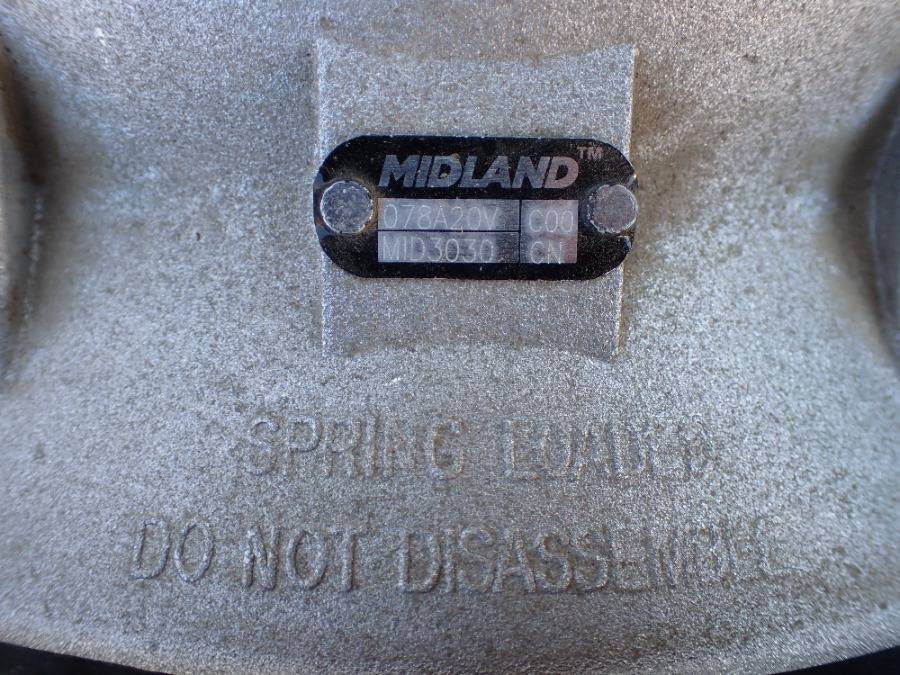 MIDLAND™
078A20V C00
MID3030 CN
SPRING LOADED
DO NOT DISASSEMBLE